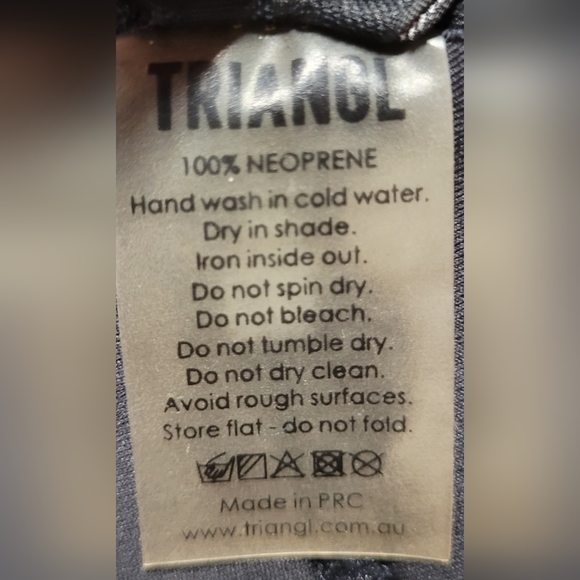 TRIANGL
100% NEOPRENE
Hand wash in cold water.
Dry in shade.
Iron inside out.
Do not spin dry.
Do not bleach.
Do not tumble dry.
Do not dry clean.
Avoid rough surfaces.
Store flat - do not fold.
Made in PRC
www.triangl.com.au